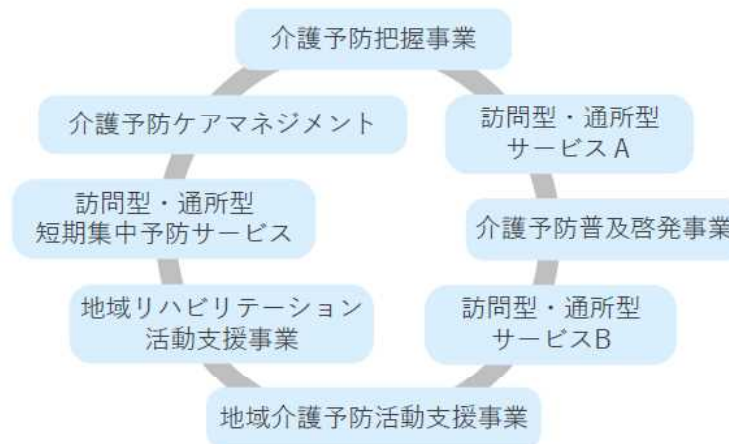 介護予防把握事業
介護予防ケアマネジメント
訪問型・通所型
サービスA
訪問型・通所型
短期集中予防サービス
介護予防普及啓発事業
地域リハビリテーション
活動支援事業
訪問型・通所型
サービスB
地域介護予防活動支援事業